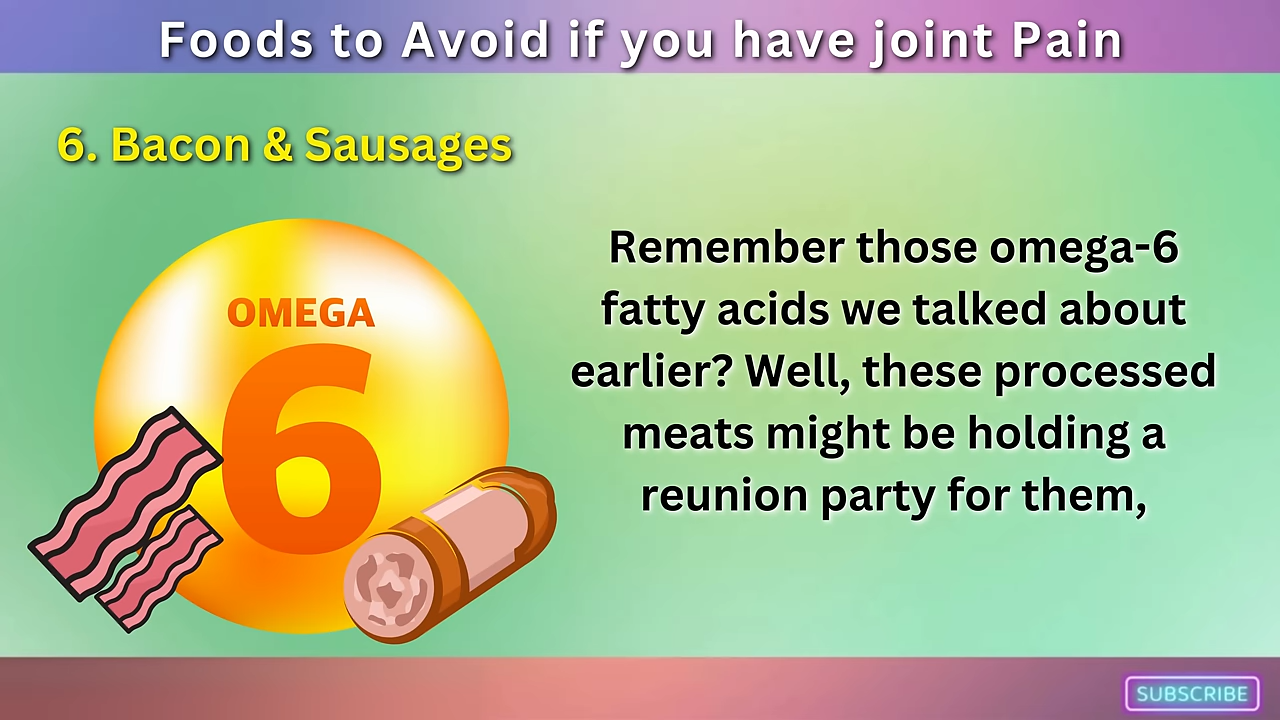 Foods to Avoid if you have joint Pain
6. Bacon & Sausages
OMEGA
6
Remember those omega-6
fatty acids we talked about
earlier? Well, these processed
meats might be holding a
reunion party for them,
SUBSCRIBE